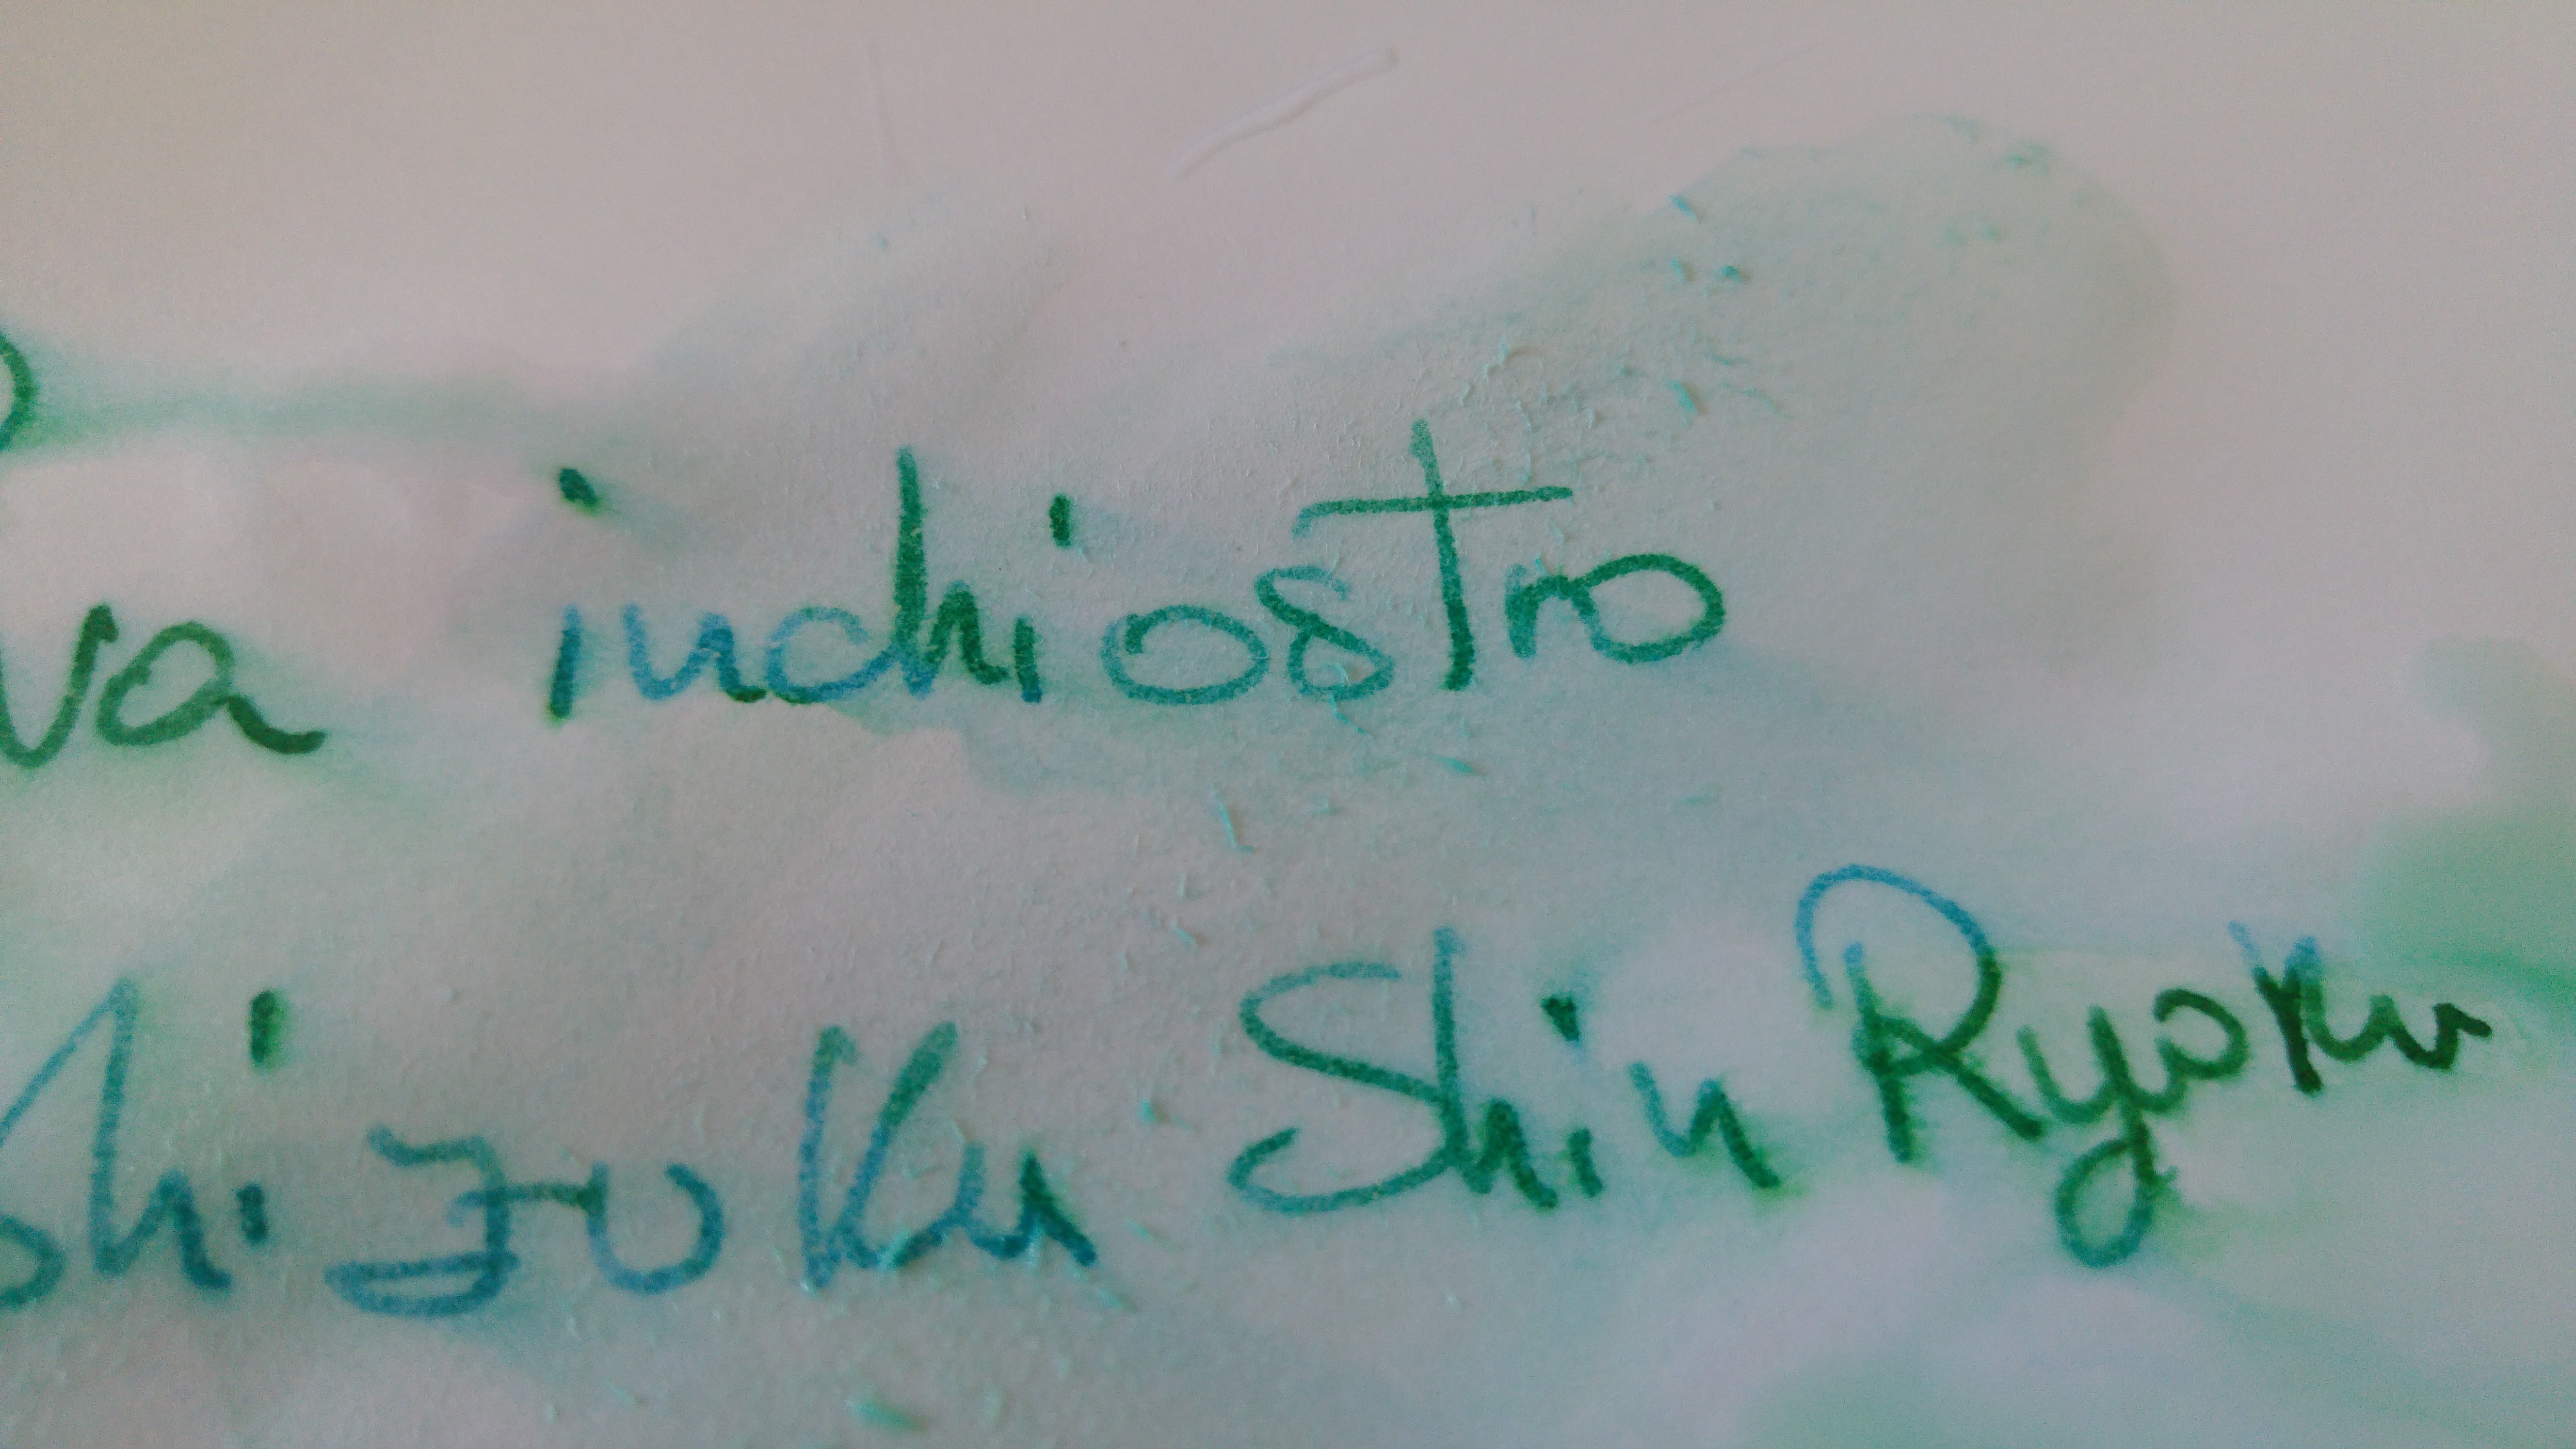 va inchiostro
shizuku Shin Ryoku